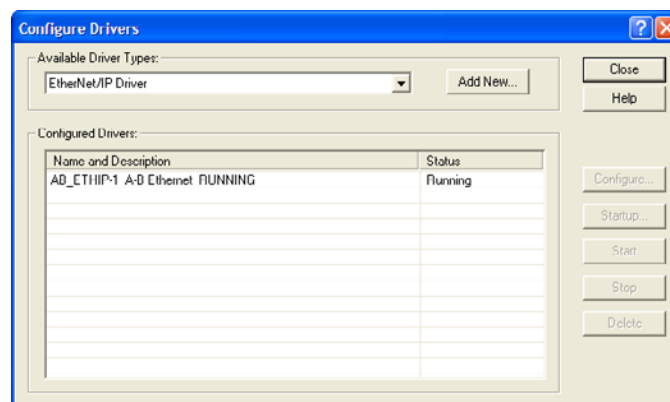 Configure Drivers
Available Driver Types:
EtherNet/IP Driver
Add New...
Close
Help
Configured Drivers:
Name and Description Status
AB_ETHIP-1 A-B Ethernet RUNNING Running
Configure...
Startup...
Start
Stop
Delete